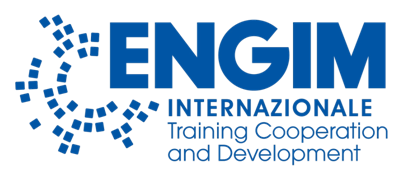 ENGIM
INTERNAZIONALE
Training Cooperation
and Development